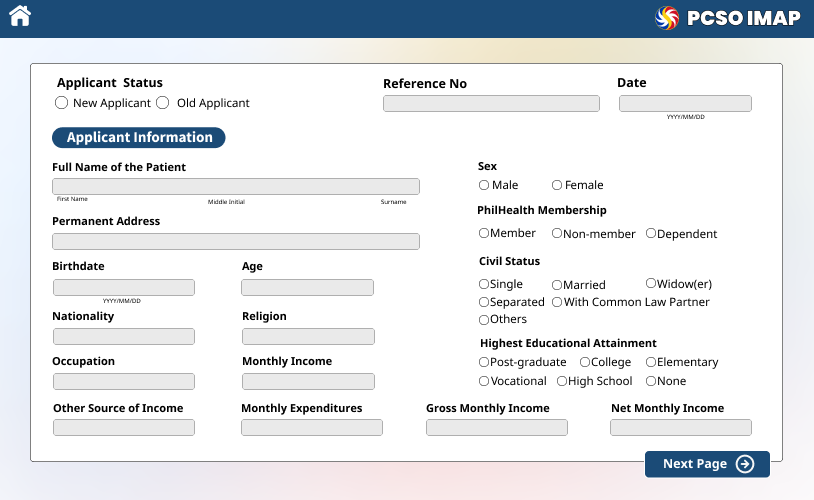 PCSO IMAP
Applicant Status
Reference No
Date
New Applicant
Old Applicant
YYYY/MM/DD
Applicant Information
Full Name of the Patient
First Name
Middle Initial
Surname
Sex
Male
Female
Permanent Address
PhilHealth Membership
Member
Non-member
Dependent
Birthdate
YYYY/MM/DD
Age
Civil Status
Single
Married
Widow(er)
Separated
With Common Law Partner
Others
Nationality
Religion
Highest Educational Attainment
Post-graduate
College
Elementary
Vocational
High School
None
Occupation
Monthly Income
Other Source of Income
Monthly Expenditures
Gross Monthly Income
Net Monthly Income
Next Page